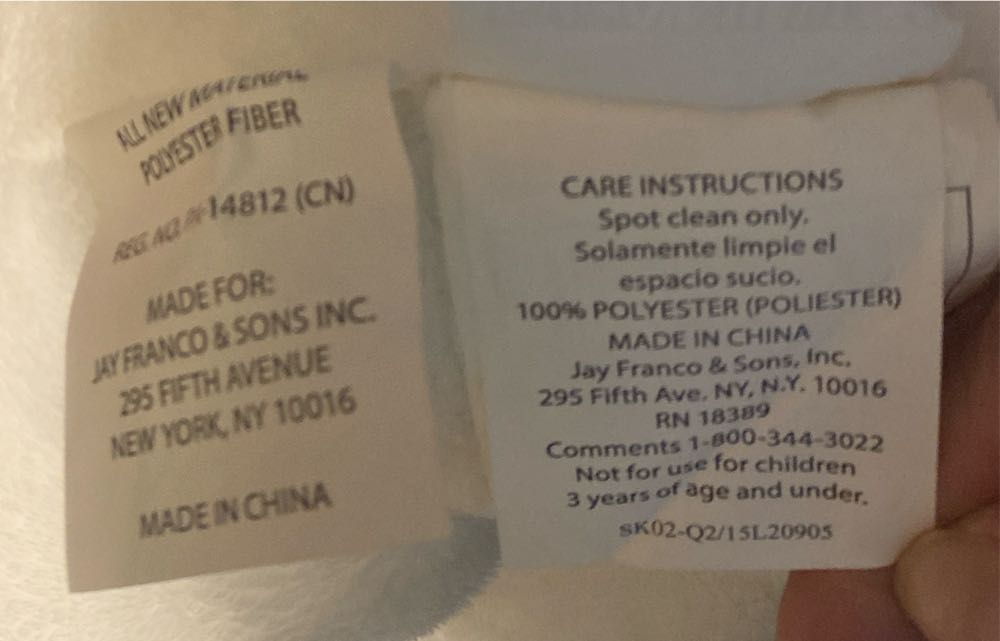 ALL NEW MATERIAL
POLYESTER FIBER
REG. NO. PA-14812 (CN)
MADE FOR:
JAY FRANCO & SONS INC.
295 FIFTH AVENUE
NEW YORK, NY 10016
MADE IN CHINA
CARE INSTRUCTIONS
Spot clean only.
Solamente limpie el
espacio sucio.
100% POLYESTER (POLIESTER)
MADE IN CHINA
Jay Franco & Sons, Inc.
295 Fifth Ave. NY, N.Y. 10016
RN 18389
Comments 1-800-344-3022
Not for use for children
3 years of age and under.
SK02-Q2/15L20905